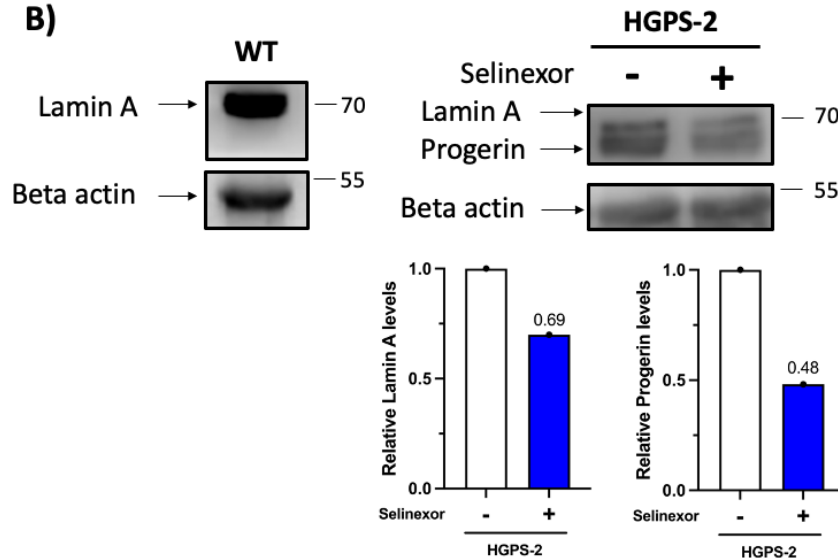 B)
WT
Lamin A
70
Beta actin
55
HGPS-2
Selinexor - +
Lamin A
70
Progerin
55
Beta actin
Relative Lamin A levels
1.0
0.5
0.0
0.69
Selinexor - +
HGPS-2
Relative Progerin levels
1.0
0.5
0.0
0.48
Selinexor - +
HGPS-2